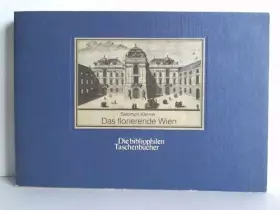 Salomon Kleiner
Das florierende Wien
Die bibliophilen
Taschenbücher